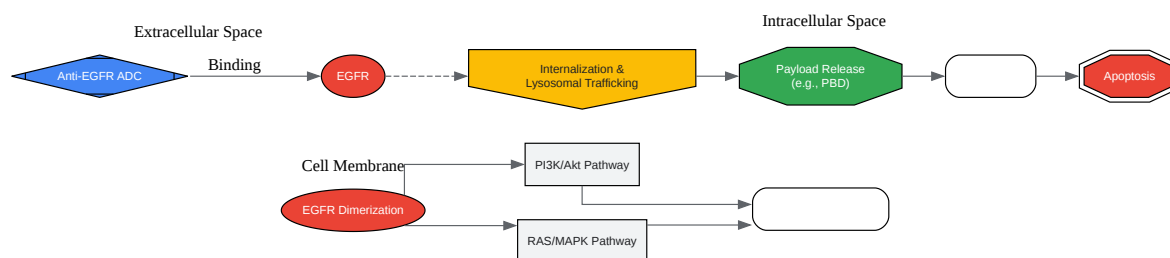 Extracellular Space
Intracellular Space
Anti-EGFR ADC
Binding
EGFR
Internalization &
Lysosomal Trafficking
Payload Release
(e.g., PBD)
Apoptosis
Cell Membrane
PI3K/Akt Pathway
EGFR Dimerization
RAS/MAPK Pathway